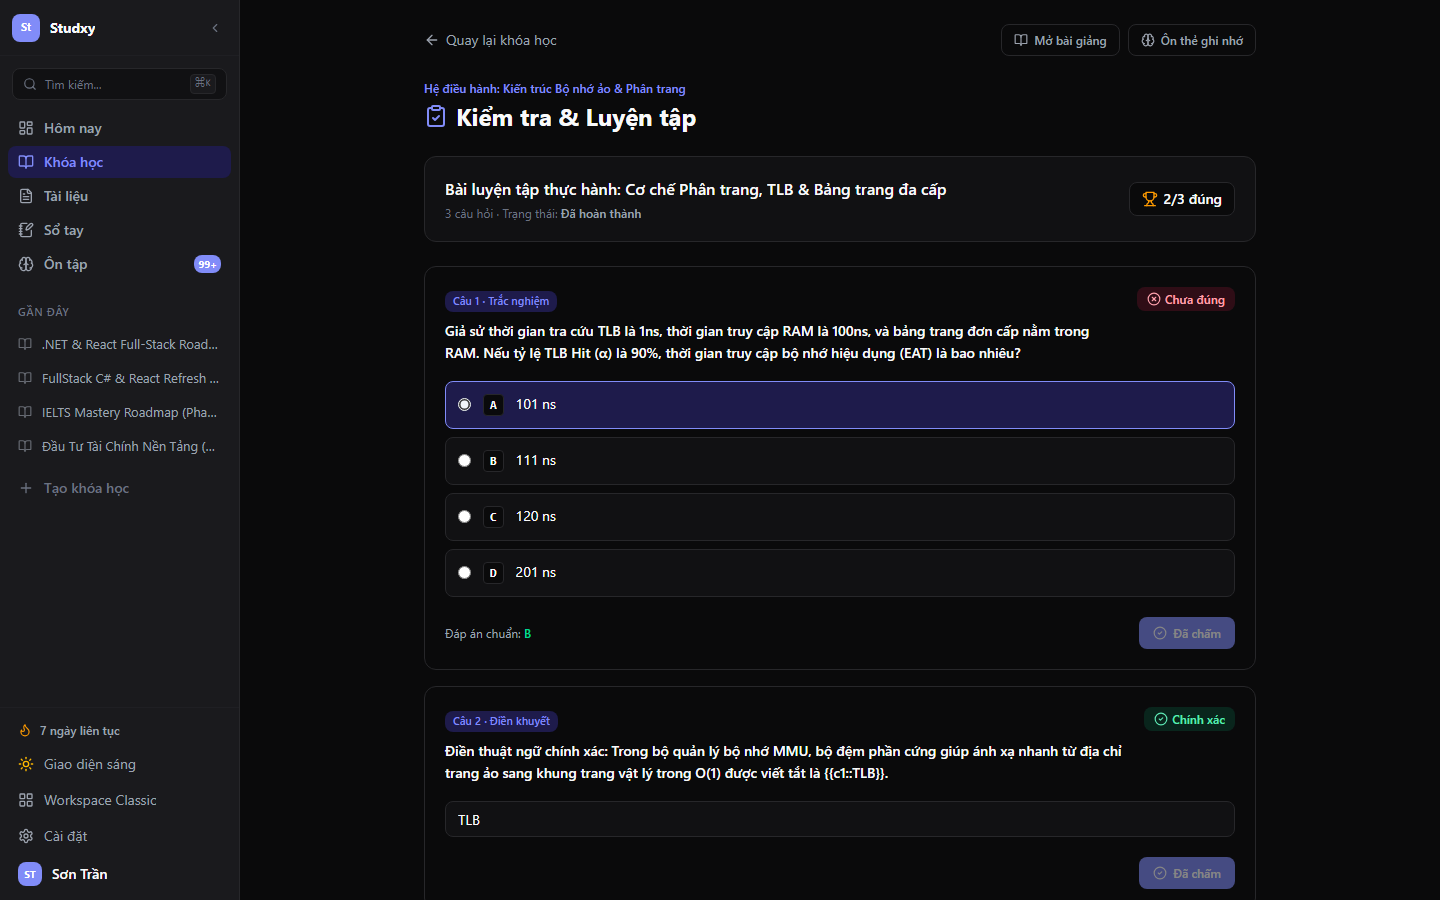 St Studxy
Tìm kiếm... ⌘K
Hôm nay
Khóa học
Tài liệu
Sổ tay
Ôn tập 99+
GẦN ĐÂY
.NET & React Full-Stack Road...
FullStack C# & React Refresh ...
IELTS Mastery Roadmap (Pha...
Đầu Tư Tài Chính Nền Tảng (...
Tạo khóa học
7 ngày liên tục
Giao diện sáng
Workspace Classic
Cài đặt
ST Sơn Trần
Quay lại khóa học
Mở bài giảng
Ôn thẻ ghi nhớ
Hệ điều hành: Kiến trúc Bộ nhớ ảo & Phân trang
Kiểm tra & Luyện tập
Bài luyện tập thực hành: Cơ chế Phân trang, TLB & Bảng trang đa cấp
3 câu hỏi · Trạng thái: Đã hoàn thành
2/3 đúng
Câu 1 · Trắc nghiệm
Chưa đúng
Giả sử thời gian tra cứu TLB là 1ns, thời gian truy cập RAM là 100ns, và bảng trang đơn cấp nằm trong
RAM. Nếu tỷ lệ TLB Hit (α) là 90%, thời gian truy cập bộ nhớ hiệu dụng (EAT) là bao nhiêu?
A 101 ns
B 111 ns
C 120 ns
D 201 ns
Đáp án chuẩn: B
Đã chấm
Câu 2 · Điền khuyết
Chính xác
Điền thuật ngữ chính xác: Trong bộ quản lý bộ nhớ MMU, bộ đệm phần cứng giúp ánh xạ nhanh từ địa chỉ
trang ảo sang khung trang vật lý trong O(1) được viết tắt là {{c1::TLB}}.
TLB
Đã chấm